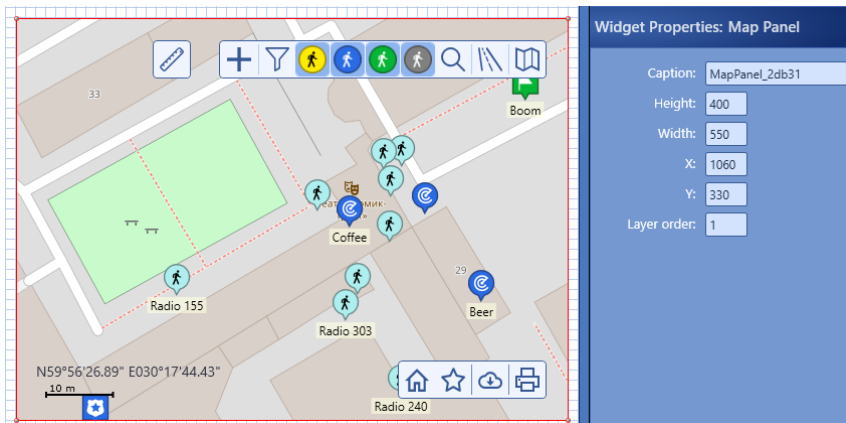 Widget Properties: Map Panel
Caption: MapPanel_2db31
Height: 400
Width: 550
X: 1060
Y: 330
Layer order: 1
33
Boom
Coffee
29
Beer
Radio 155
Radio 303
N59°56'26.89" E030°17'44.43"
10 m
Radio 240